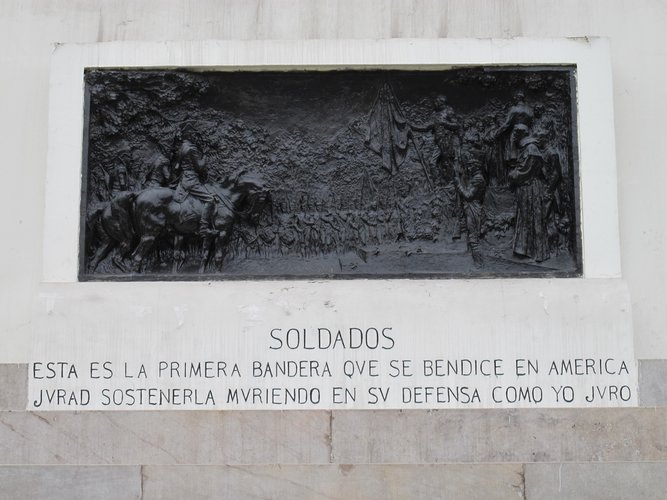 SOLDADOS
ESTA ES LA PRIMERA BANDERA QVE SE BENDICE EN AMERICA
JVRAD SOSTENERLA MVRIENDO EN SV DEFENSA COMO YO JVRO